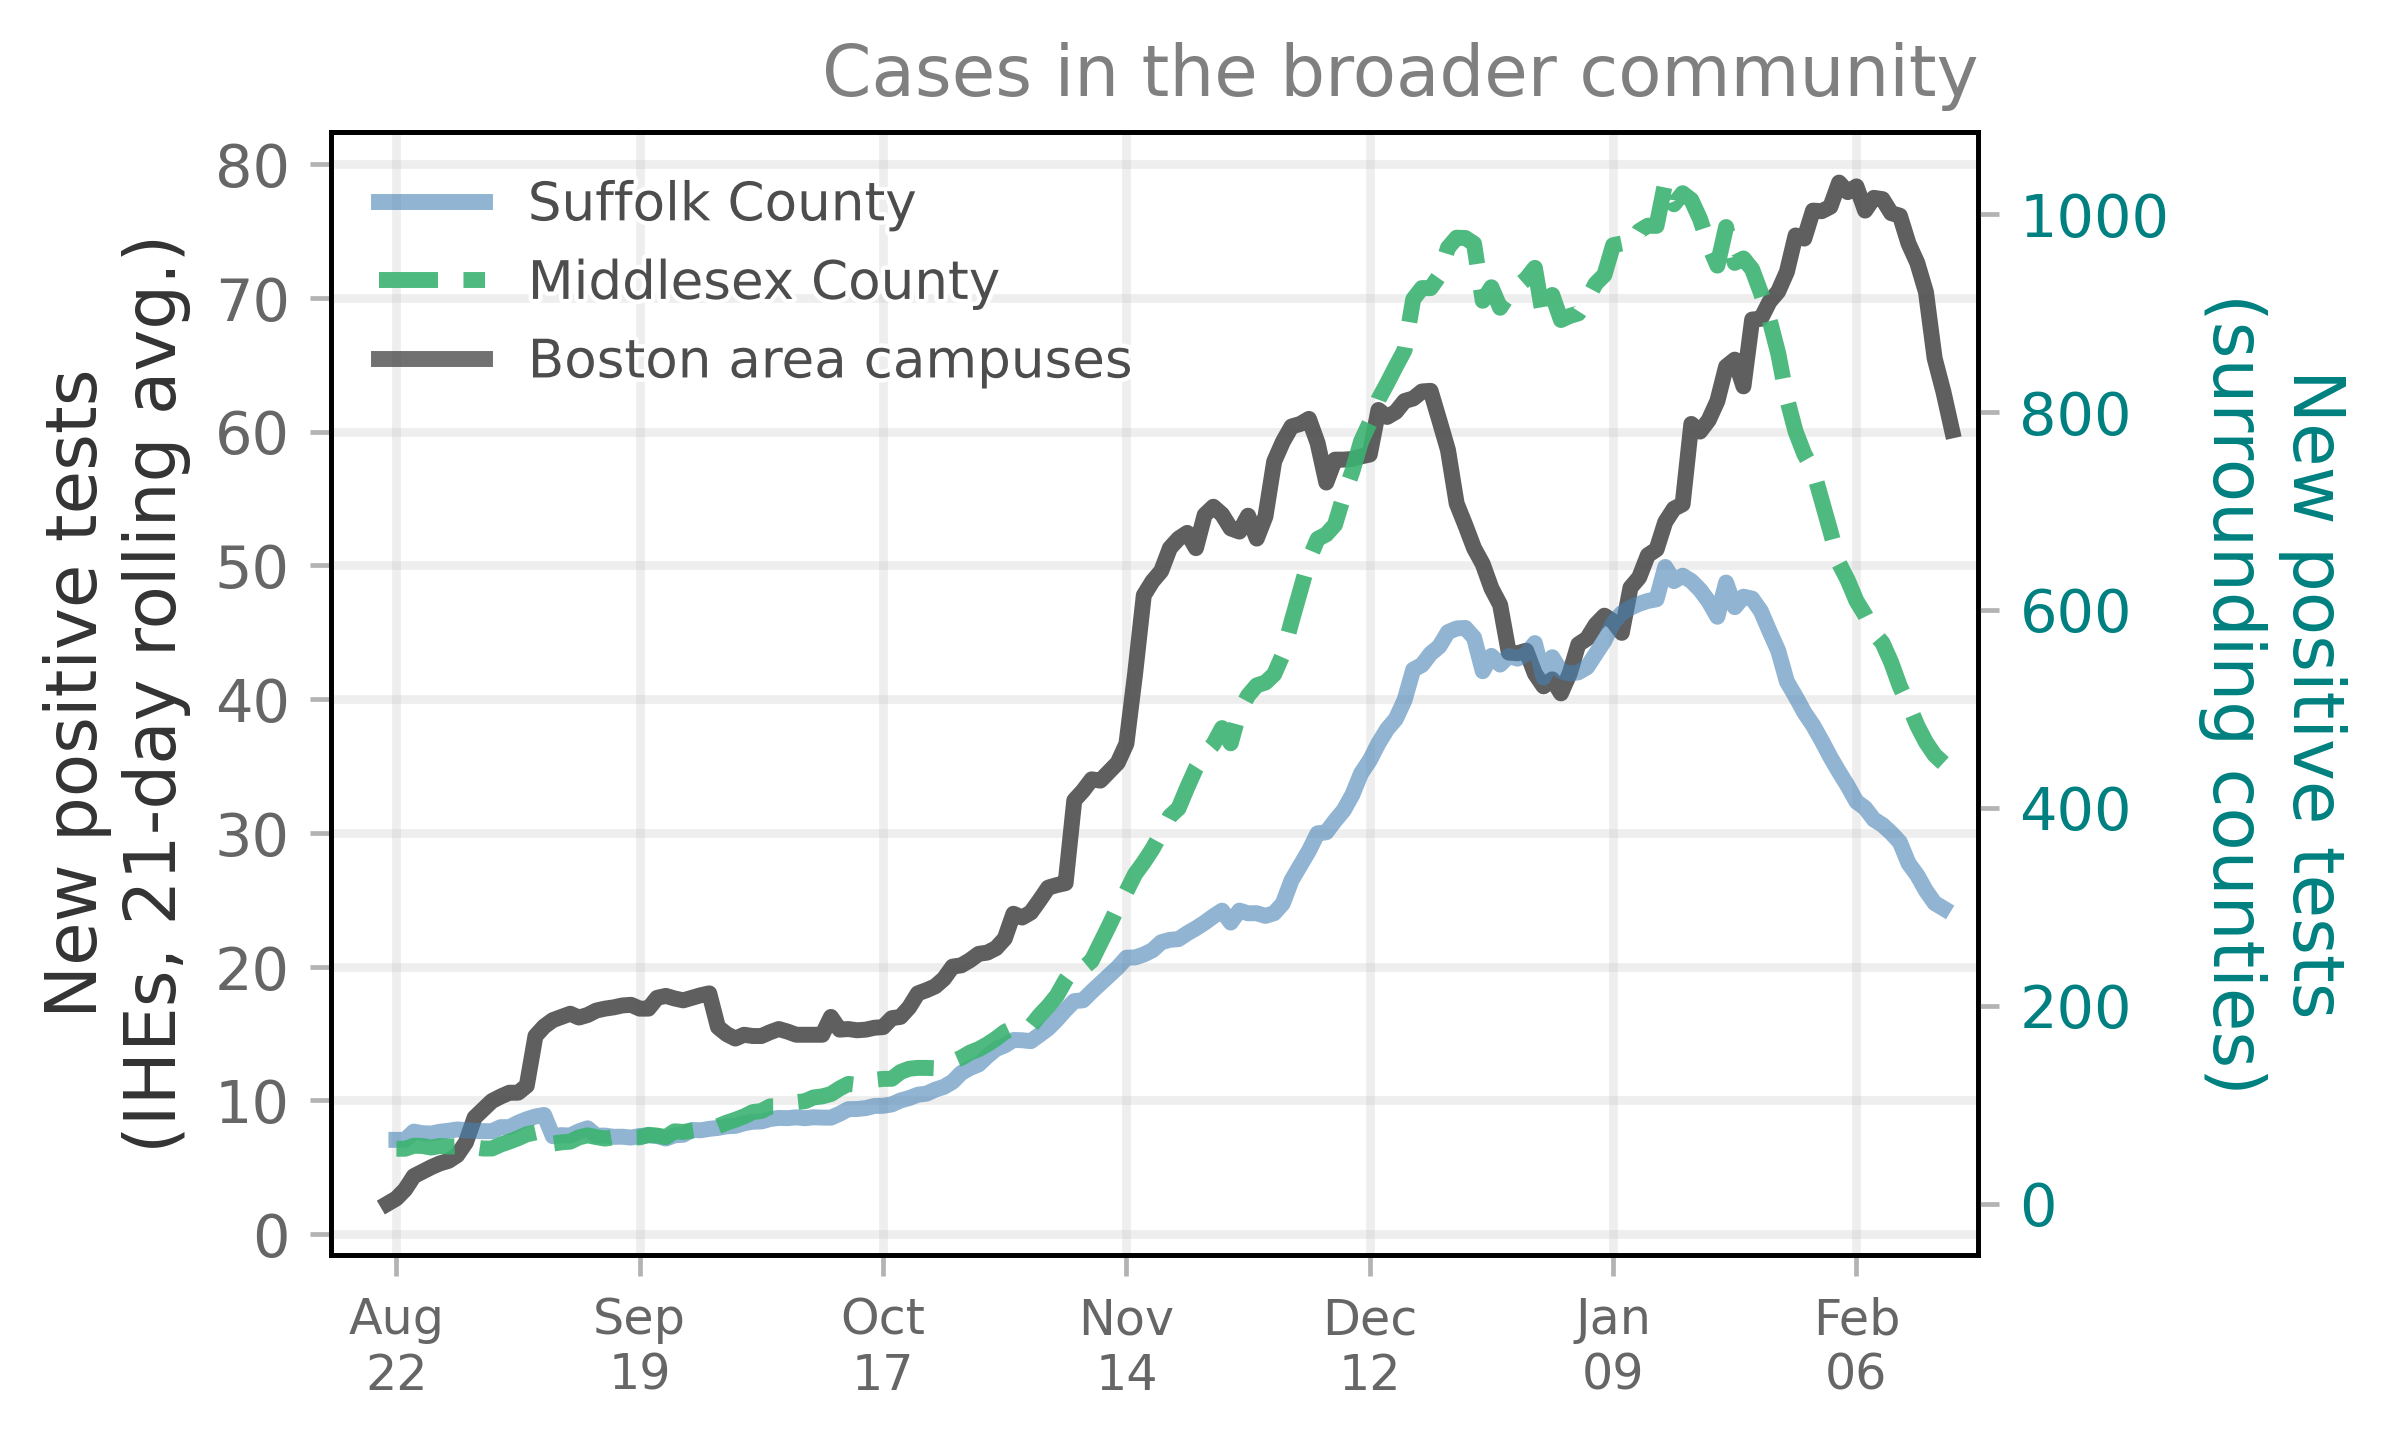 Cases in the broader community
New positive tests
(IHEs, 21-day rolling avg.)
80
70
60
50
40
30
20
10
0
Suffolk County
Middlesex County
Boston area campuses
1000
800
600
400
200
0
New positive tests
(surrounding counties)
Aug
22
Sep
19
Oct
17
Nov
14
Dec
12
Jan
09
Feb
06